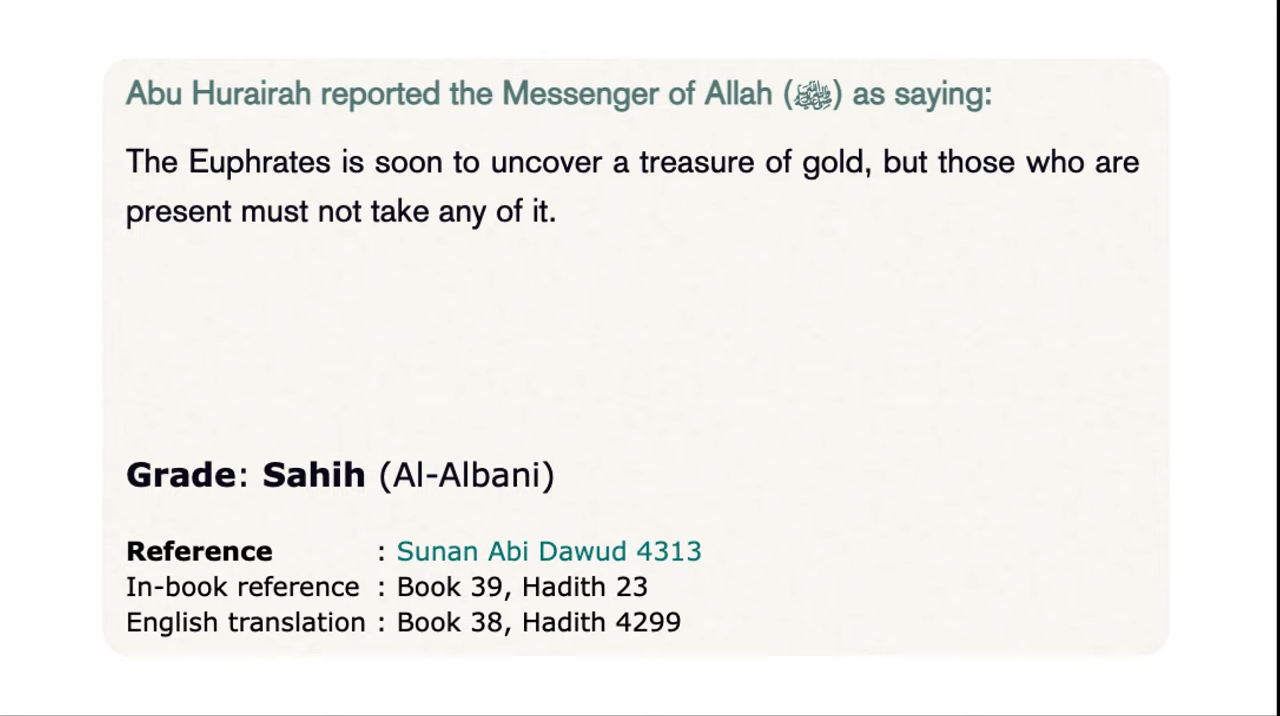 Abu Hurairah reported the Messenger of Allah (ﷺ) as saying:
The Euphrates is soon to uncover a treasure of gold, but those who are
present must not take any of it.
Grade: Sahih (Al-Albani)
Reference : Sunan Abi Dawud 4313
In-book reference : Book 39, Hadith 23
English translation : Book 38, Hadith 4299